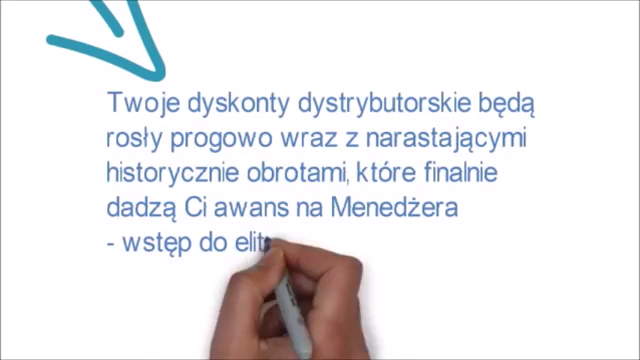 Twoje dyskonty dystrybutorskie będą
rosły progowo wraz z narastającymi
historycznie obrotami, które finalnie
dadzą Ci awans na Menedżera
- wstęp do elit